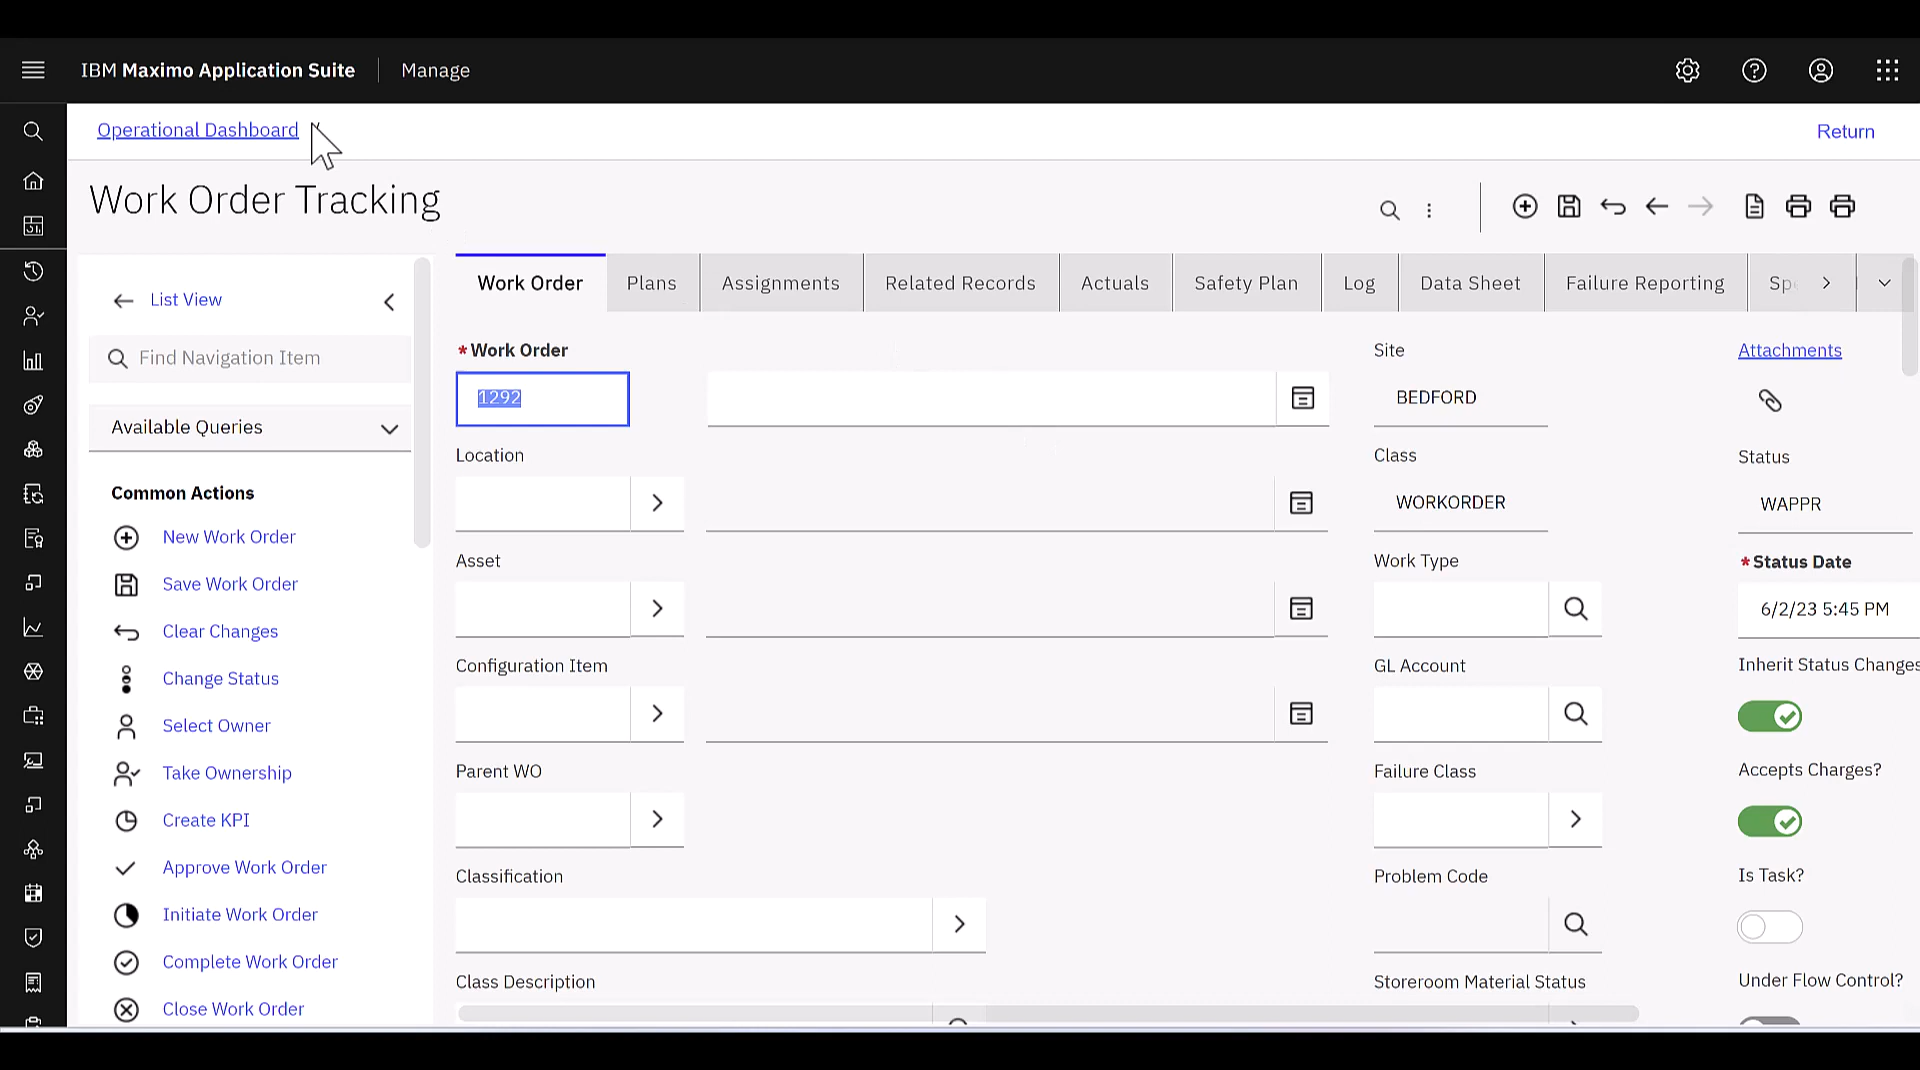 IBM Maximo Application Suite
Manage
Operational Dashboard
Return
Work Order Tracking
List View
Find Navigation Item
Available Queries
Common Actions
New Work Order
Save Work Order
Clear Changes
Change Status
Select Owner
Take Ownership
Create KPI
Approve Work Order
Initiate Work Order
Complete Work Order
Close Work Order
Work Order
Plans
Assignments
Related Records
Actuals
Safety Plan
Log
Data Sheet
Failure Reporting
*Work Order
1292
Location
Asset
Configuration Item
Parent WO
Classification
Class Description
Site
BEDFORD
Class
WORKORDER
Work Type
GL Account
Failure Class
Problem Code
Storeroom Material Status
Attachments
Status
WAPPR
*Status Date
6/2/23 5:45 PM
Inherit Status Changes
Accepts Charges?
Is Task?
Under Flow Control?